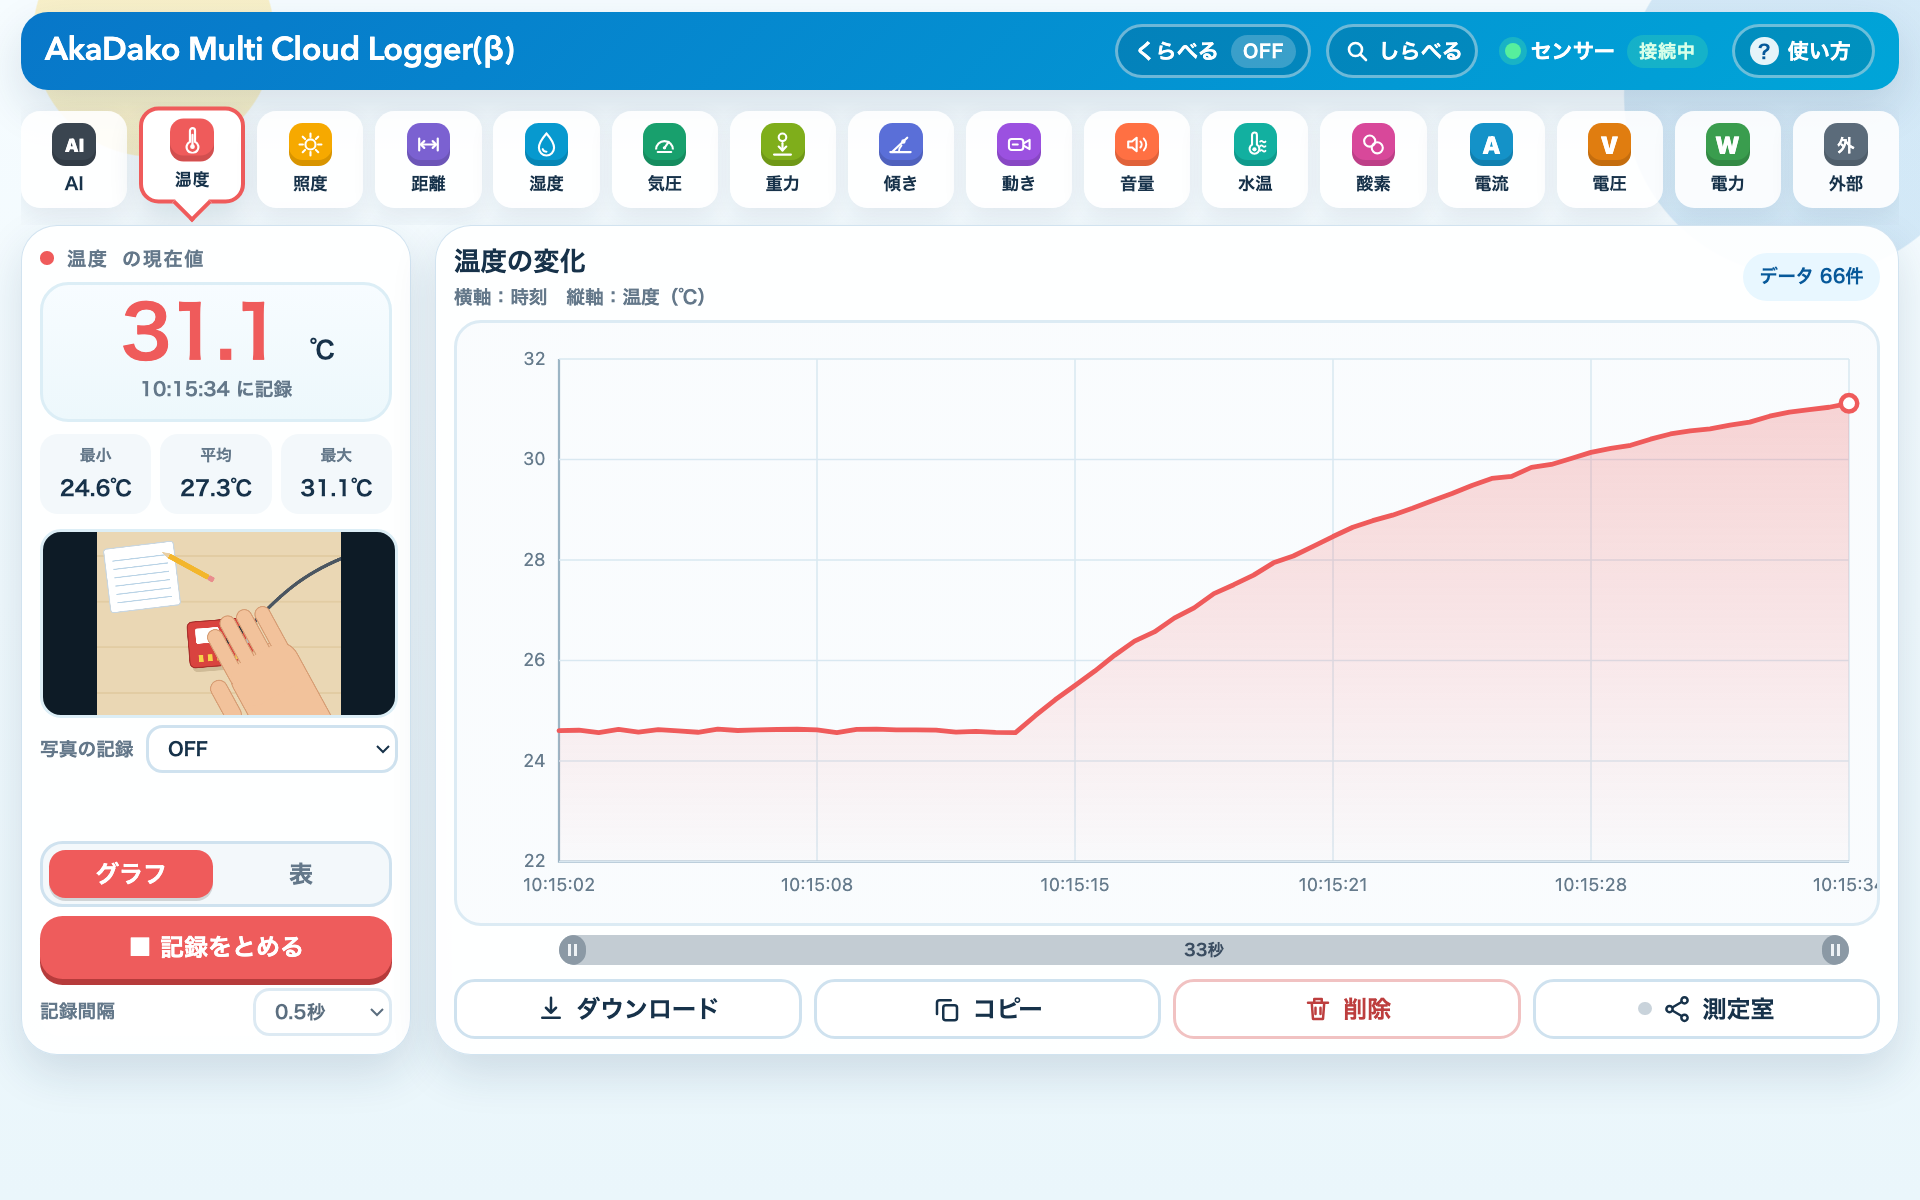 AkaDako Multi Cloud Logger(β)
くらべる OFF
しらべる
センサー 接続中
? 使い方
AI
AI
温度
照度
距離
湿度
気圧
重力
傾き
動き
音量
水温
酸素
A
電流
V
電圧
W
電力
外
外部
温度 の現在値
31.1 ℃
10:15:34 に記録
最小
24.6℃
平均
27.3℃
最大
31.1℃
写真の記録 OFF
グラフ 表
記録をとめる
記録間隔 0.5秒
温度の変化
横軸：時刻 縦軸：温度（℃）
データ 66件
32
30
28
26
24
22
10:15:02 10:15:08 10:15:15 10:15:21 10:15:28 10:15:34
33秒
ダウンロード
コピー
削除
測定室